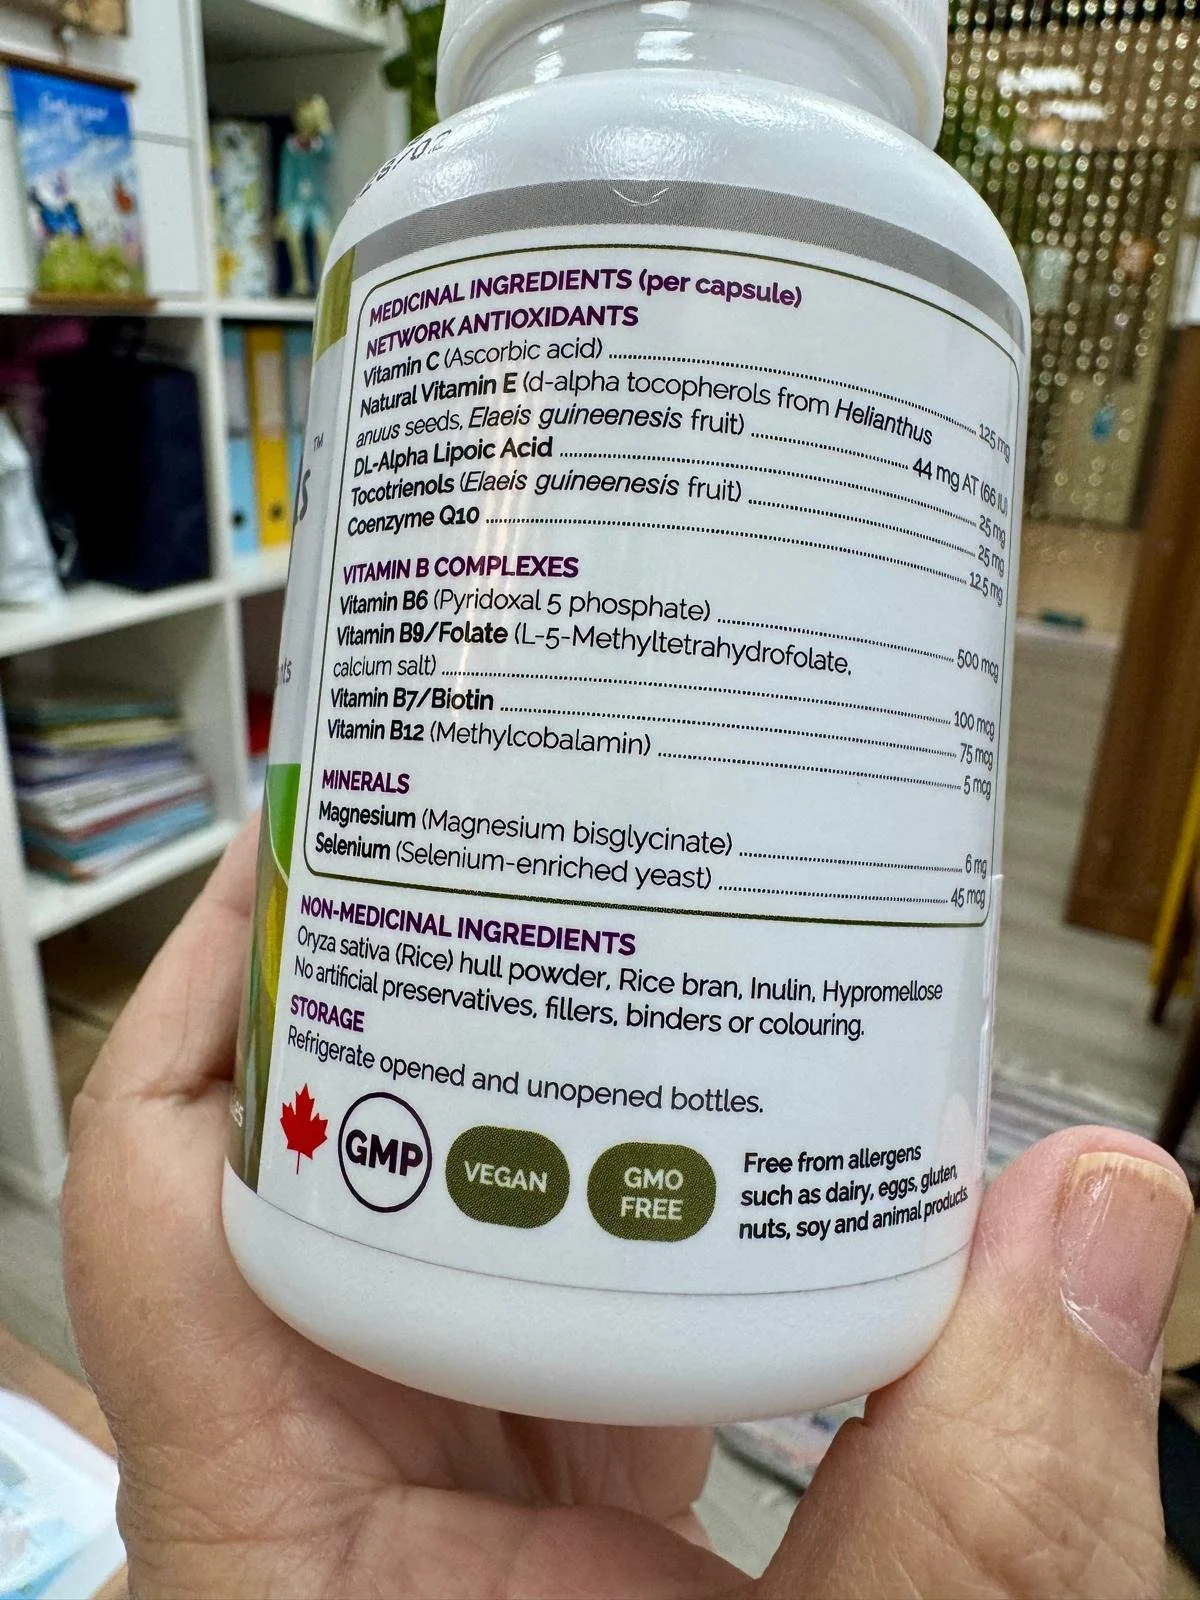 MEDICINAL INGREDIENTS (per capsule)
NETWORK ANTIOXIDANTS
Vitamin C (Ascorbic acid) 125 mg
Natural Vitamin E (d-alpha tocopherols from Helianthus
anuus seeds, Elaeis guineenesis fruit) 44 mg AT (66 IU)
DL-Alpha Lipoic Acid 25 mg
Tocotrienols (Elaeis guineenesis fruit) 25 mg
Coenzyme Q10 12.5 mg
VITAMIN B COMPLEXES
Vitamin B6 (Pyridoxal 5 phosphate) 500 mcg
Vitamin B9/Folate (L-5-Methyltetrahydrofolate,
calcium salt) 100 mcg
Vitamin B7/Biotin 75 mcg
Vitamin B12 (Methylcobalamin) 5 mcg
MINERALS
Magnesium (Magnesium bisglycinate) 6 mg
Selenium (Selenium-enriched yeast) 45 mcg
NON-MEDICINAL INGREDIENTS
Oryza sativa (Rice) hull powder, Rice bran, Inulin, Hypromellose
No artificial preservatives, fillers, binders or colouring.
STORAGE
Refrigerate opened and unopened bottles.
GMP
VEGAN
GMO
FREE
Free from allergens
such as dairy, eggs, gluten,
nuts, soy and animal products.